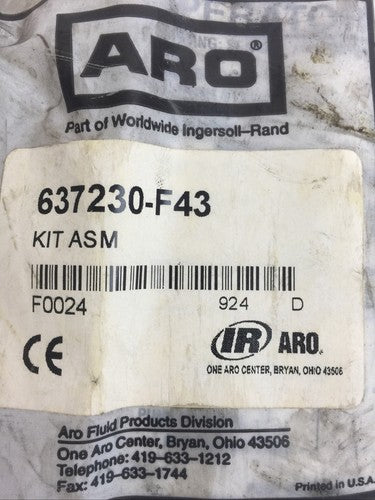 ARO®
Part of Worldwide Ingersoll-Rand
637230-F43
KIT ASM
F0024 924 D
CE IR ARO®
ONE ARO CENTER, BRYAN, OHIO 43506
Aro Fluid Products Division
One Aro Center, Bryan, Ohio 43506
Telephone: 419-633-1212
Fax: 419-633-1744
Printed in U.S.A.